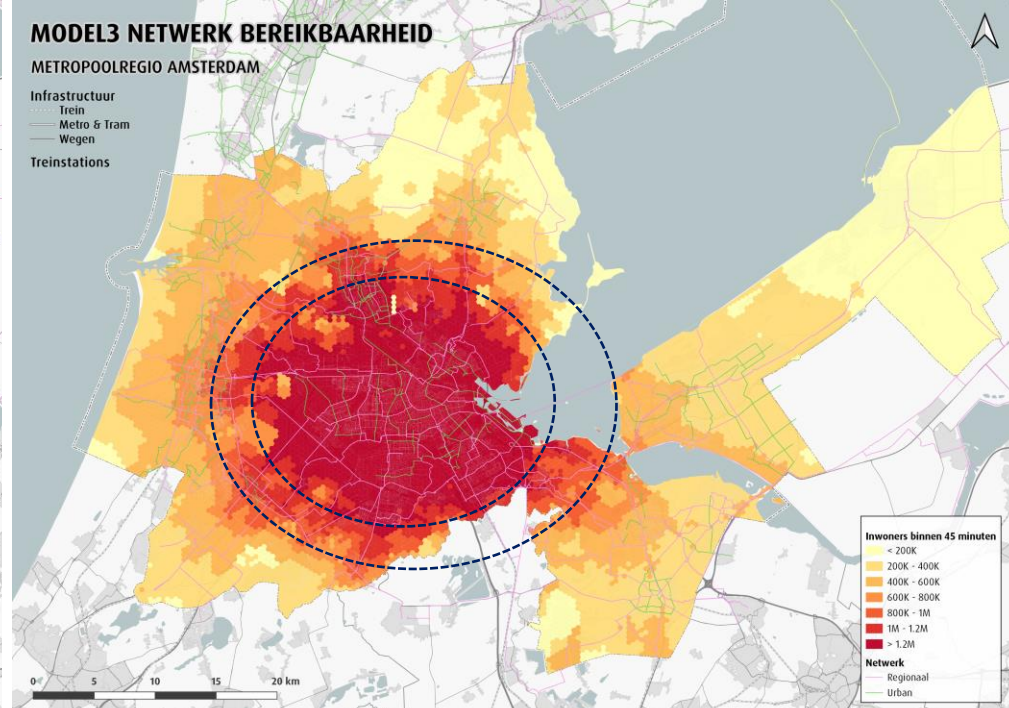 MODEL3 NETWERK BEREIKBAARHEID
METROPOOLREGIO AMSTERDAM
Infrastructuur
Trein
Metro & Tram
Wegen
Treinstations
Inwoners binnen 45 minuten
< 200K
200K - 400K
400K - 600K
600K - 800K
800K - 1M
1M - 1.2M
> 1.2M
Netwerk
Regionaal
Urban
0 5 10 15 20 km